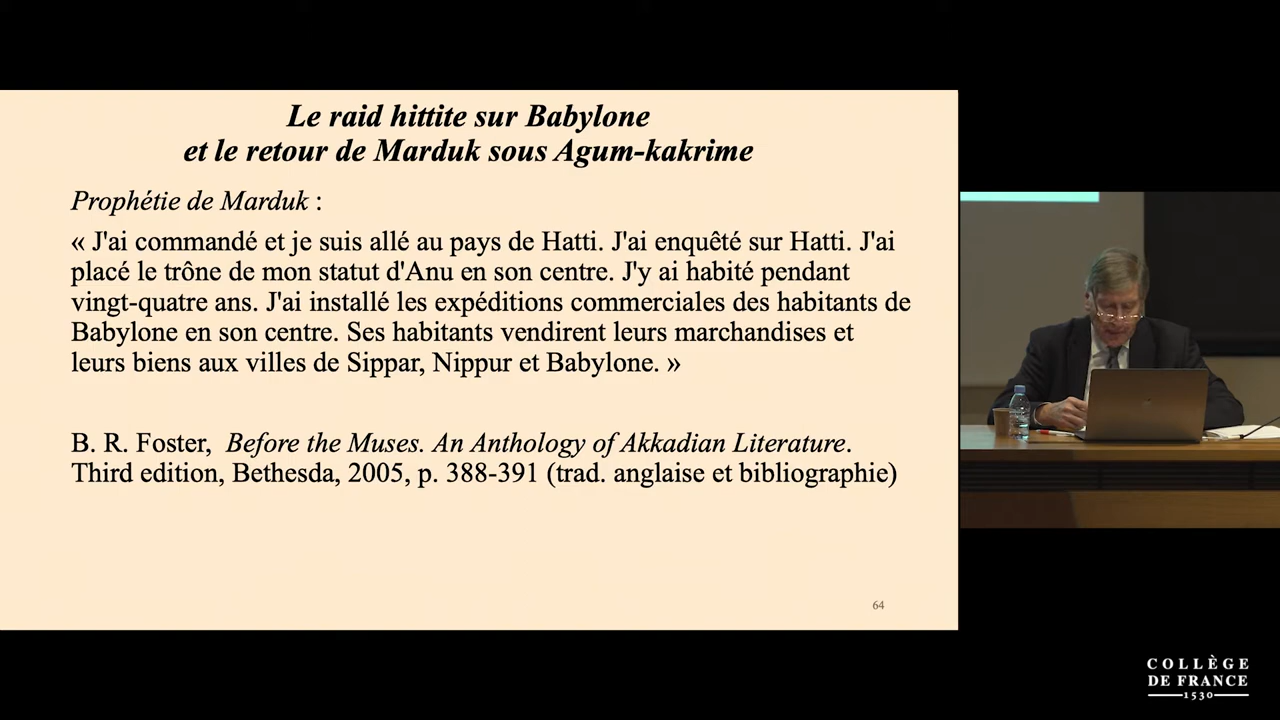 Le raid hittite sur Babylone
et le retour de Marduk sous Agum-kakrime
Prophétie de Marduk :
« J'ai commandé et je suis allé au pays de Hatti. J'ai enquêté sur Hatti. J'ai
placé le trône de mon statut d'Anu en son centre. J'y ai habité pendant
vingt-quatre ans. J'ai installé les expéditions commerciales des habitants de
Babylone en son centre. Ses habitants vendirent leurs marchandises et
leurs biens aux villes de Sippar, Nippur et Babylone. »
B. R. Foster, Before the Muses. An Anthology of Akkadian Literature.
Third edition, Bethesda, 2005, p. 388-391 (trad. anglaise et bibliographie)
64
COLLÈGE
DE FRANCE
1530